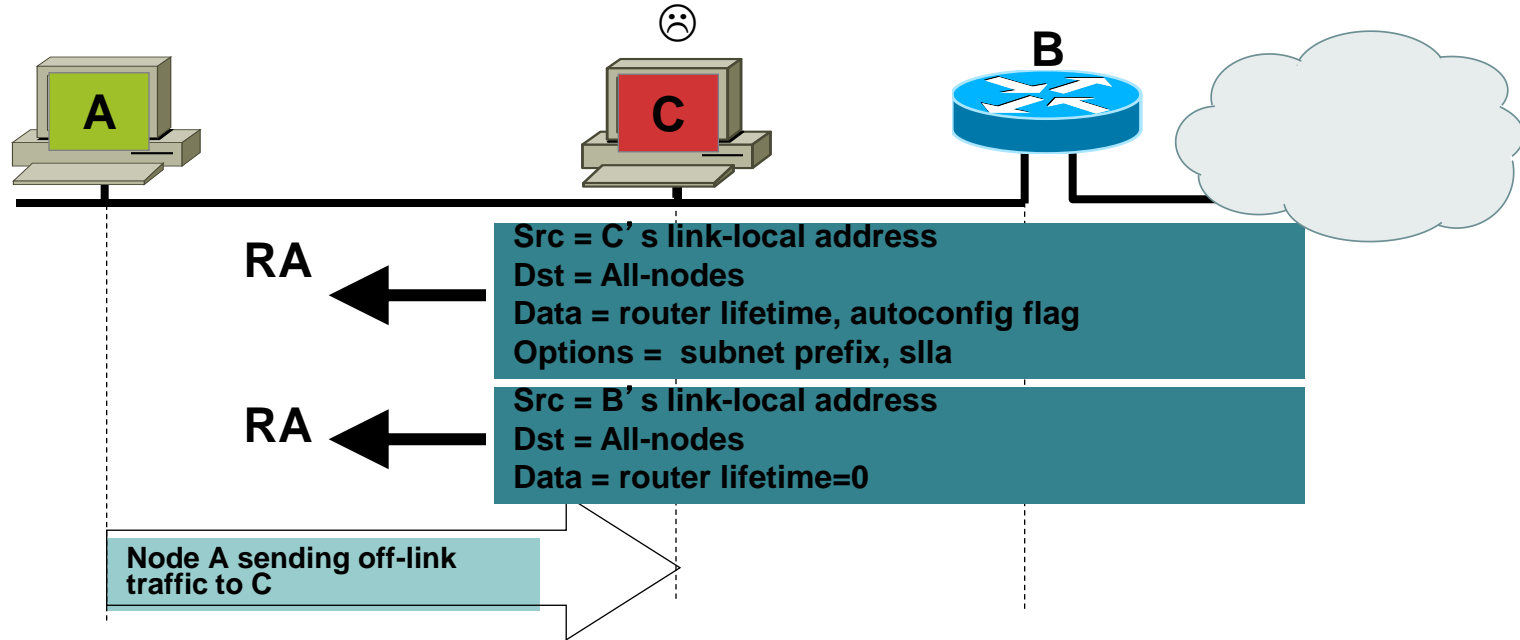 A
C
B
RA
Src = C’s link-local address
Dst = All-nodes
Data = router lifetime, autoconfig flag
Options = subnet prefix, slla
RA
Src = B’s link-local address
Dst = All-nodes
Data = router lifetime=0
Node A sending off-link
traffic to C